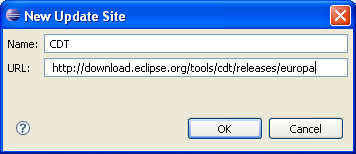 New Update Site
Name: CDT
URL: http://download.eclipse.org/tools/cdt/releases/europa
? OK Cancel